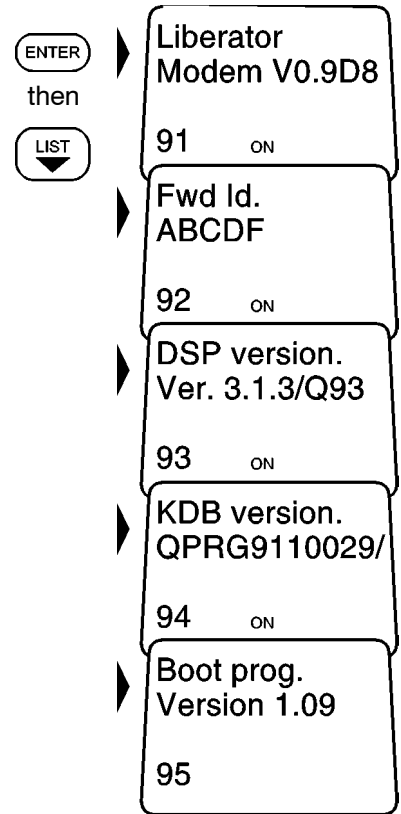 ENTER
then
LIST
Liberator
Modem V0.9D8
91 ON
Fwd Id.
ABCDF
92 ON
DSP version.
Ver. 3.1.3/Q93
93 ON
KDB version.
QPRG9110029/
94 ON
Boot prog.
Version 1.09
95